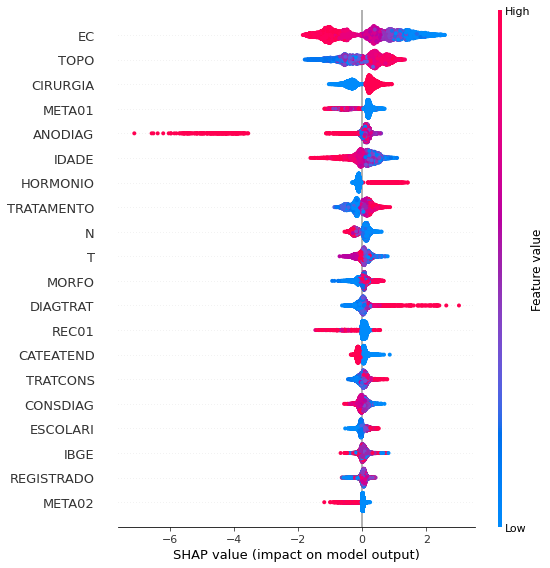 High
EC
TOPO
CIRURGIA
META01
ANODIAG
IDADE
HORMONIO
TRATAMENTO
N
T
MORFO
DIAGTRAT
REC01
CATEATEND
TRATCONS
CONSDIAG
ESCOLARI
IBGE
REGISTRADO
META02
Low
Feature value
−6 −4 −2 0 2
SHAP value (impact on model output)